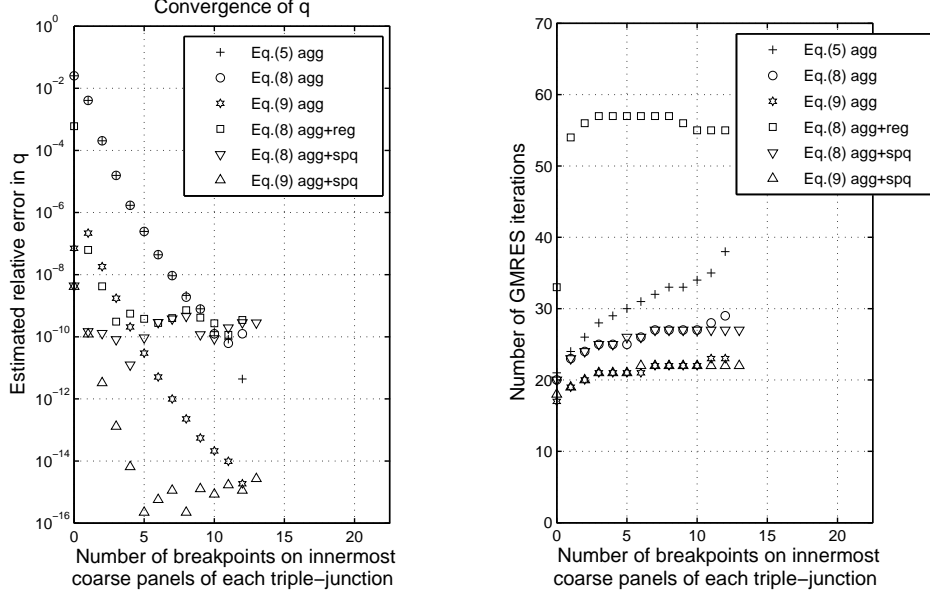 Convergence of q
10^0
10^−2
10^−4
10^−6
10^−8
10^−10
10^−12
10^−14
10^−16
Estimated relative error in q
Eq.(5) agg
Eq.(8) agg
Eq.(9) agg
Eq.(8) agg+reg
Eq.(8) agg+spq
Eq.(9) agg+spq
0 5 10 15 20
Number of breakpoints on innermost
coarse panels of each triple−junction
70
60
50
40
30
20
10
0
Number of GMRES iterations
Eq.(5) agg
Eq.(8) agg
Eq.(9) agg
Eq.(8) agg+reg
Eq.(8) agg+spq
Eq.(9) agg+spq
0 5 10 15 20
Number of breakpoints on innermost
coarse panels of each triple−junction